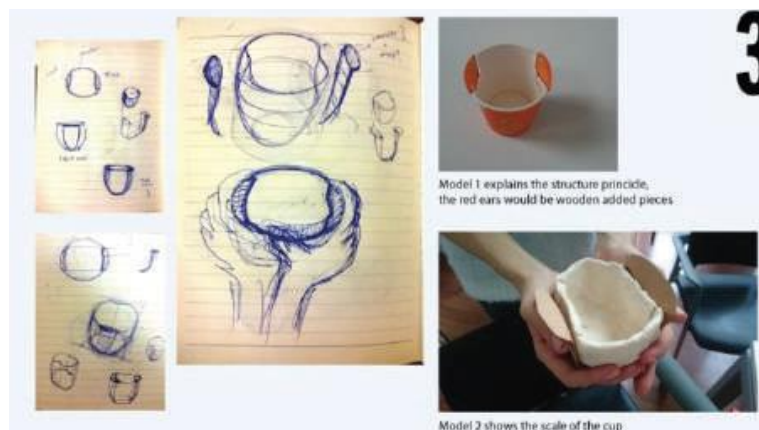 3
Model 1 explains the structure principle,
the red ears would be wooden added pieces
Model 2 shows the scale of the cup